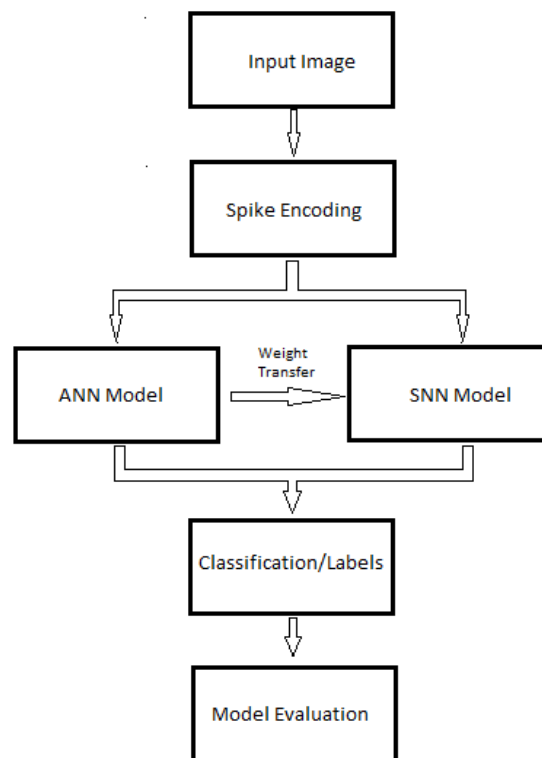 Input Image
Spike Encoding
Weight
Transfer
ANN Model
SNN Model
Classification/Labels
Model Evaluation